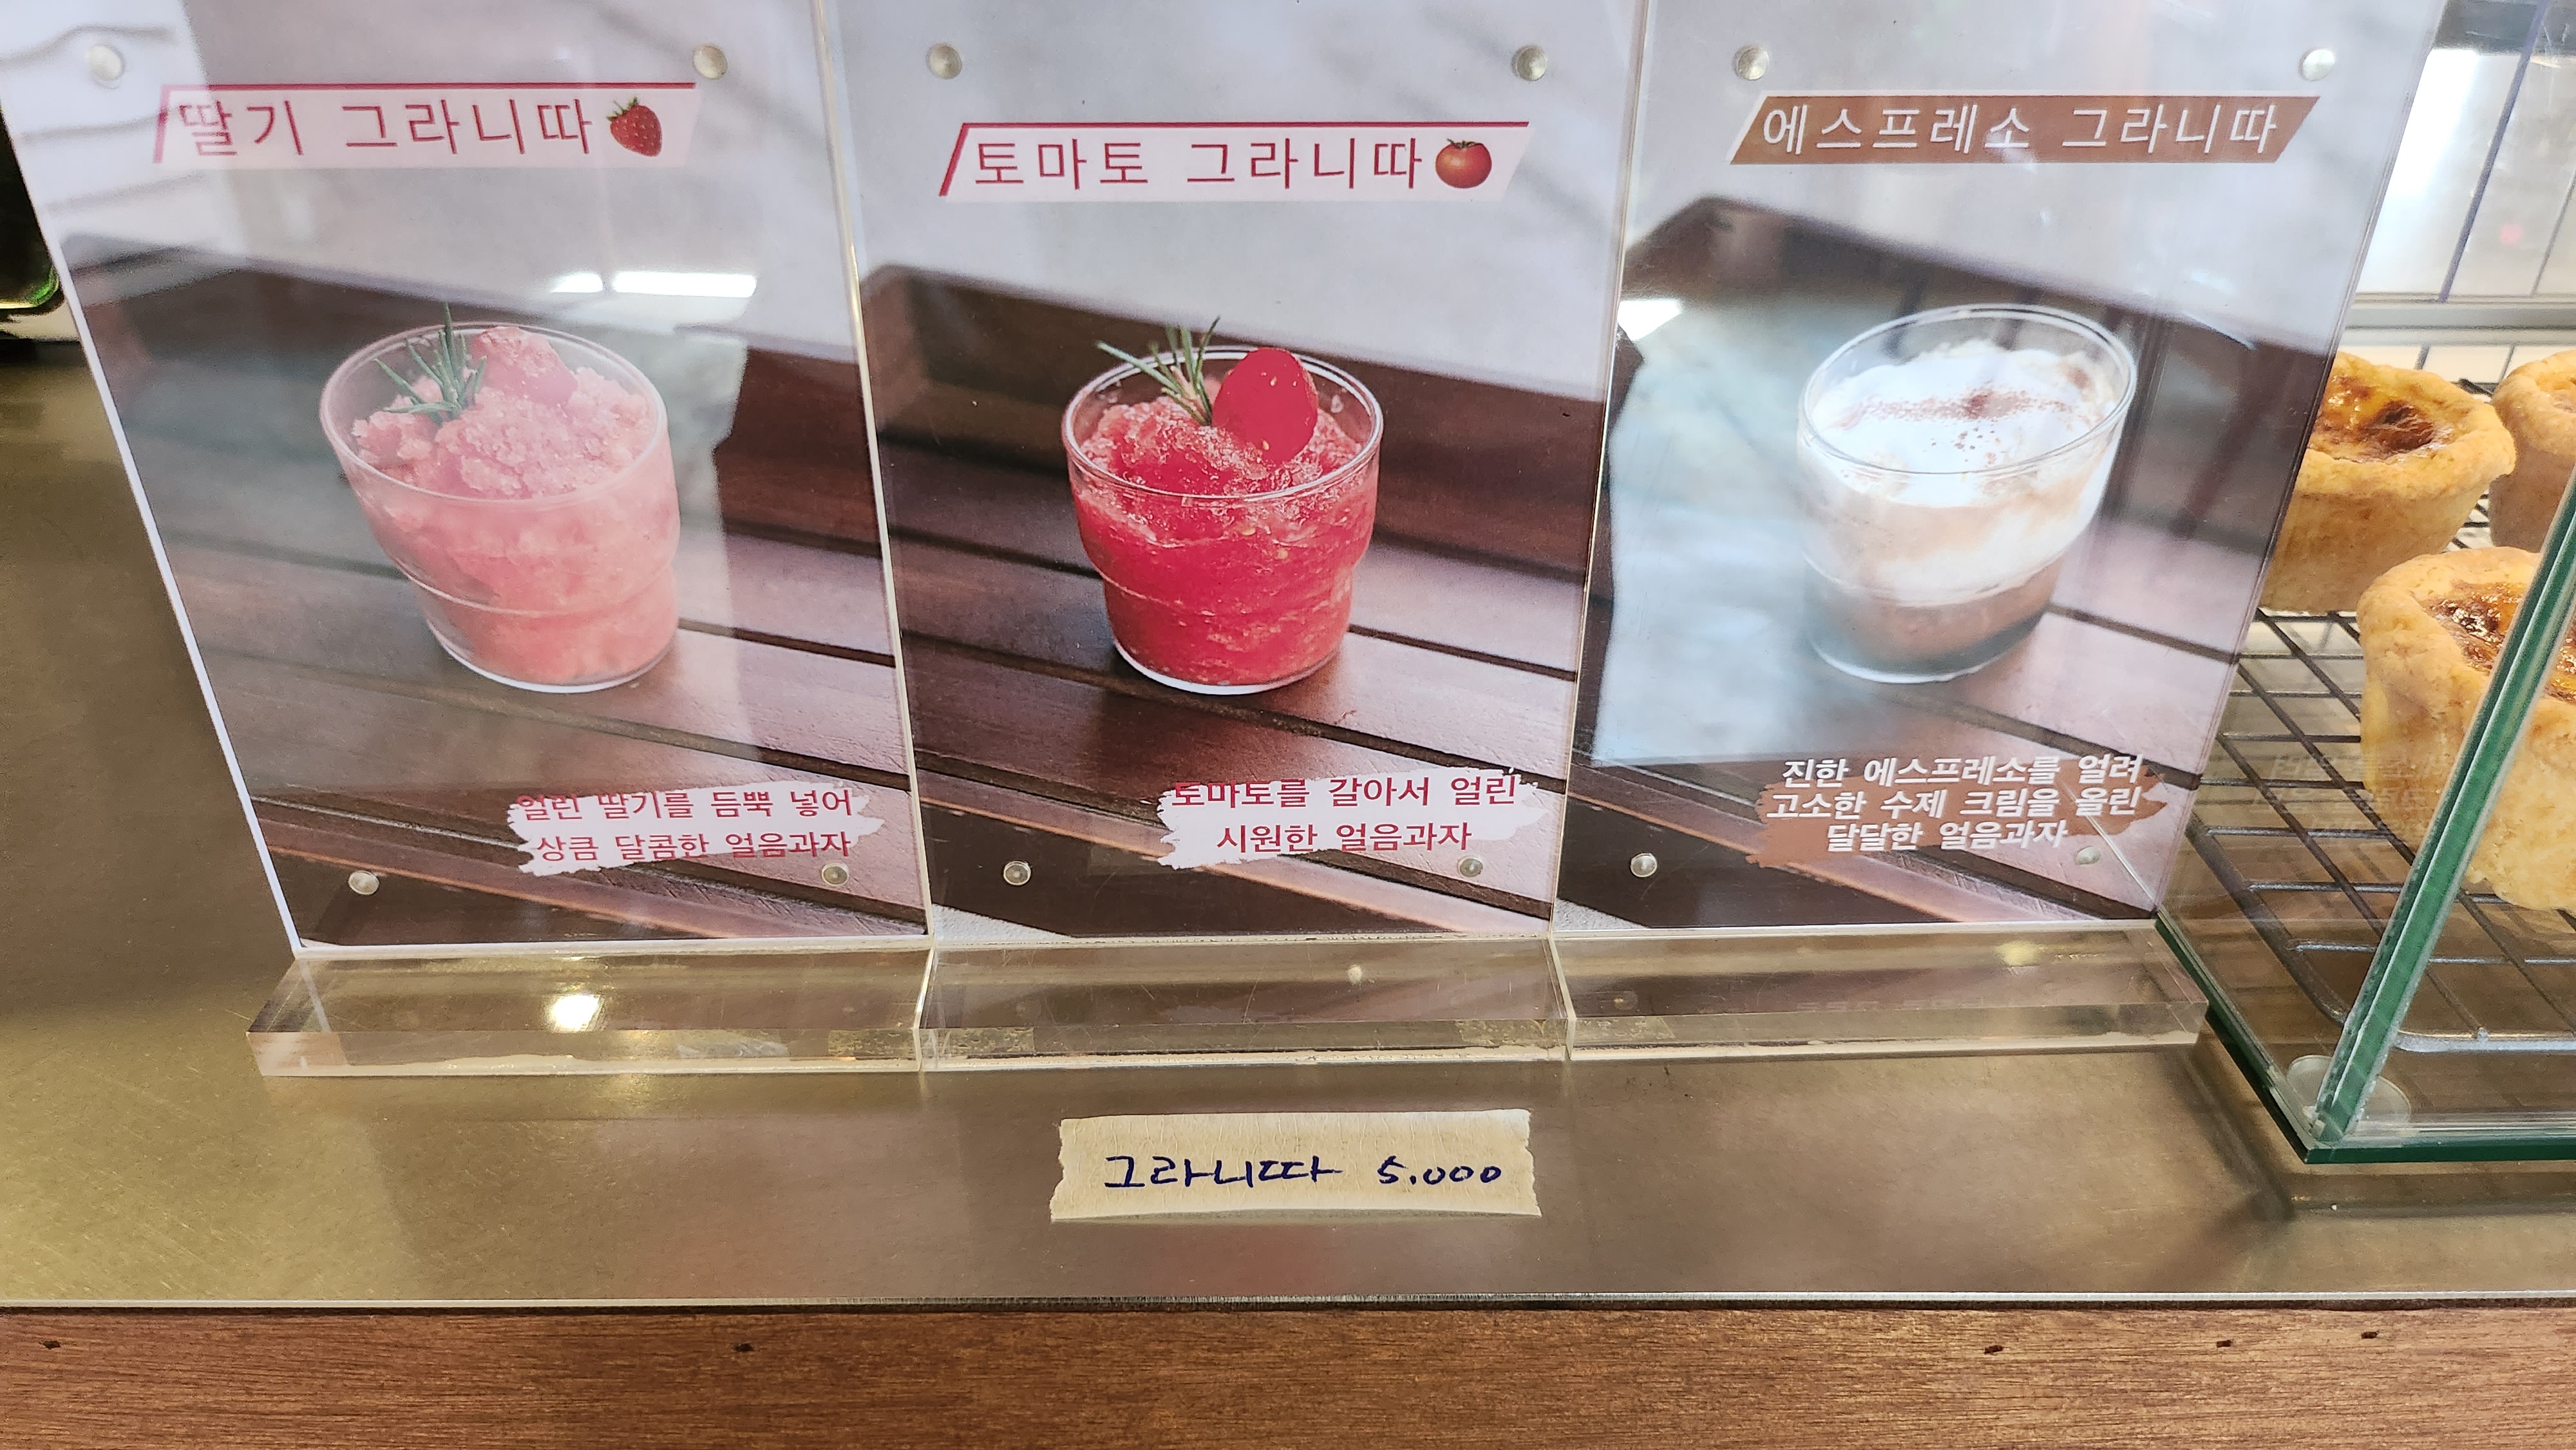 딸기 그라니따
토마토 그라니따
에스프레소 그라니따
얼린 딸기를 듬뿍 넣어
상큼 달콤한 얼음과자
토마토를 갈아서 얼린
시원한 얼음과자
진한 에스프레소를 얼려
고소한 수제 크림을 올린
달달한 얼음과자
그라니따 5.000